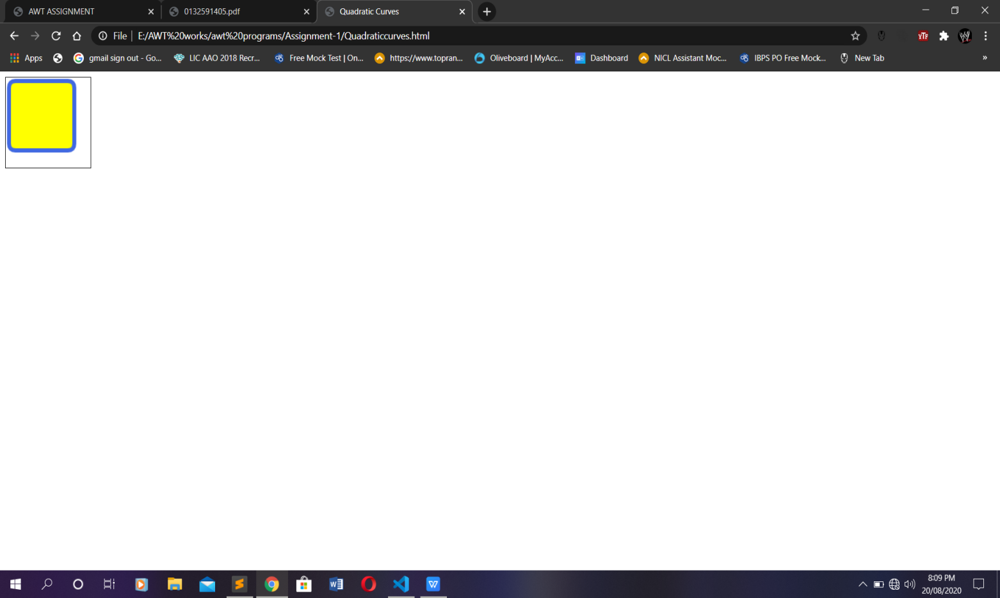 AWT ASSIGNMENT 0132591405.pdf Quadratic Curves
File E:/AWT%20works/awt%20programs/Assignment-1/Quadraticcurves.html YTF
Apps gmail sign out - Go... LIC AAO 2018 Recr... Free Mock Test | On... https://www.topran... Oliveboard | MyAcc... Dashboard NICL Assistant Moc... IBPS PO Free Mock... New Tab »
8:09 PM
20/08/2020